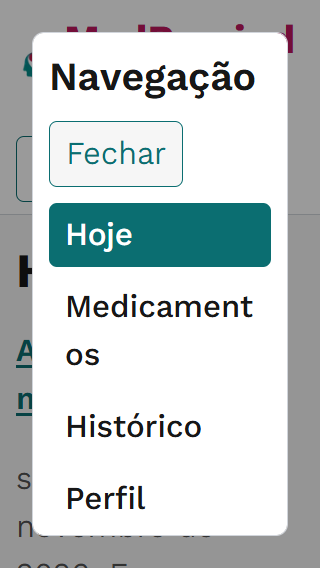 Navegação
Fechar
Hoje
Medicament
os
Histórico
Perfil